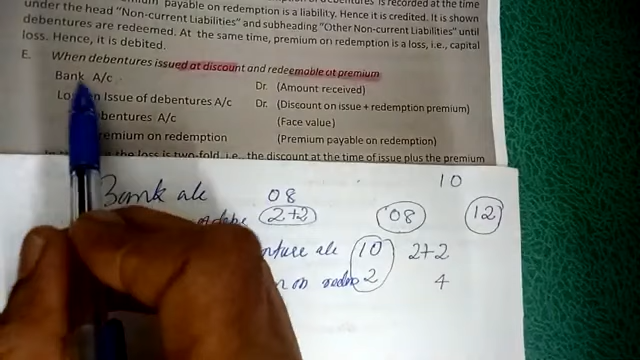 payable on redemption is a liability. Hence it is credited. It is shown
under the head "Non-current Liabilities" and subheading "Other Non-current Liabilities" until
debentures are redeemed. At the same time, premium on redemption is a loss, i.e., capital
loss. Hence, it is debited.
E. When debentures issued at discount and redeemable at premium
Bank A/c Dr. (Amount received)
on Issue of debentures A/c Dr. (Discount on issue + redemption premium)
A/c (Face value)
remium on redemption (Premium payable on redemption)
the loss is two-fold, i.e., the discount at the time of issue plus the premium
10
Bank a/c 08
2+2 08 12
a/c 10 2+2
on 2 4